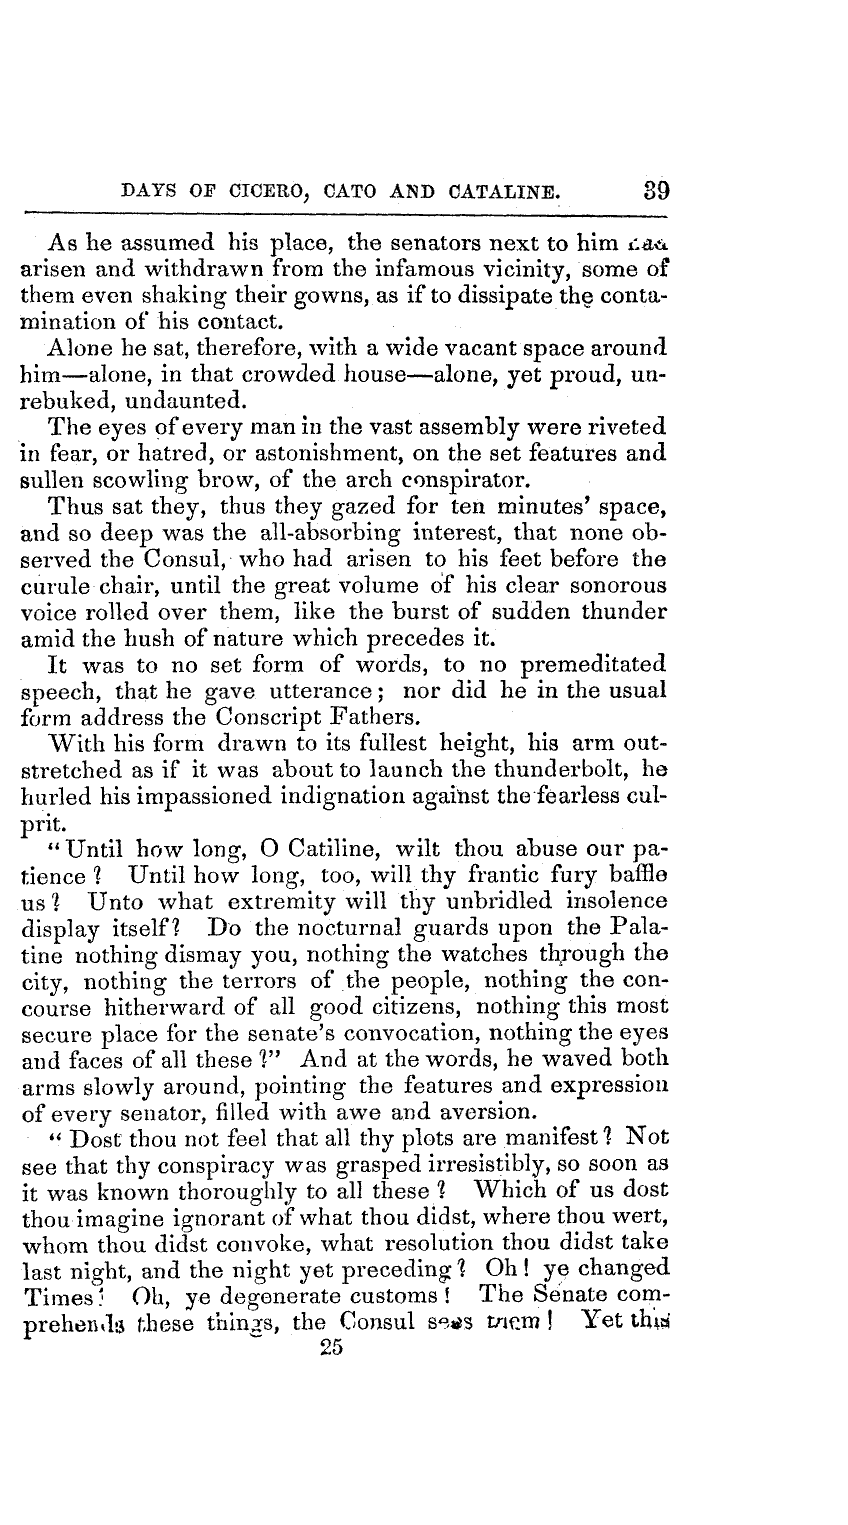 DAYS OF CICERO, CATO AND CATALINE. 39
As he assumed his place, the senators next to him had
arisen and withdrawn from the infamous vicinity, some of
them even shaking their gowns, as if to dissipate the conta-
mination of his contact.
Alone he sat, therefore, with a wide vacant space around
him—alone, in that crowded house—alone, yet proud, un-
rebuked, undaunted.
The eyes of every man in the vast assembly were riveted
in fear, or hatred, or astonishment, on the set features and
sullen scowling brow, of the arch conspirator.
Thus sat they, thus they gazed for ten minutes' space,
and so deep was the all-absorbing interest, that none ob-
served the Consul, who had arisen to his feet before the
curule chair, until the great volume of his clear sonorous
voice rolled over them, like the burst of sudden thunder
amid the hush of nature which precedes it.
It was to no set form of words, to no premeditated
speech, that he gave utterance; nor did he in the usual
form address the Conscript Fathers.
With his form drawn to its fullest height, his arm out-
stretched as if it was about to launch the thunderbolt, he
hurled his impassioned indignation against the fearless cul-
prit.
"Until how long, O Catiline, wilt thou abuse our pa-
tience? Until how long, too, will thy frantic fury baffle
us? Unto what extremity will thy unbridled insolence
display itself? Do the nocturnal guards upon the Pala-
tine nothing dismay you, nothing the watches through the
city, nothing the terrors of the people, nothing the con-
course hitherward of all good citizens, nothing this most
secure place for the senate's convocation, nothing the eyes
and faces of all these?" And at the words, he waved both
arms slowly around, pointing the features and expression
of every senator, filled with awe and aversion.
"Dost thou not feel that all thy plots are manifest? Not
see that thy conspiracy was grasped irresistibly, so soon as
it was known thoroughly to all these? Which of us dost
thou imagine ignorant of what thou didst, where thou wert,
whom thou didst convoke, what resolution thou didst take
last night, and the night yet preceding? Oh! ye changed
Times! Oh, ye degenerate customs! The Senate com-
prehends these things, the Consul sees them! Yet this
25